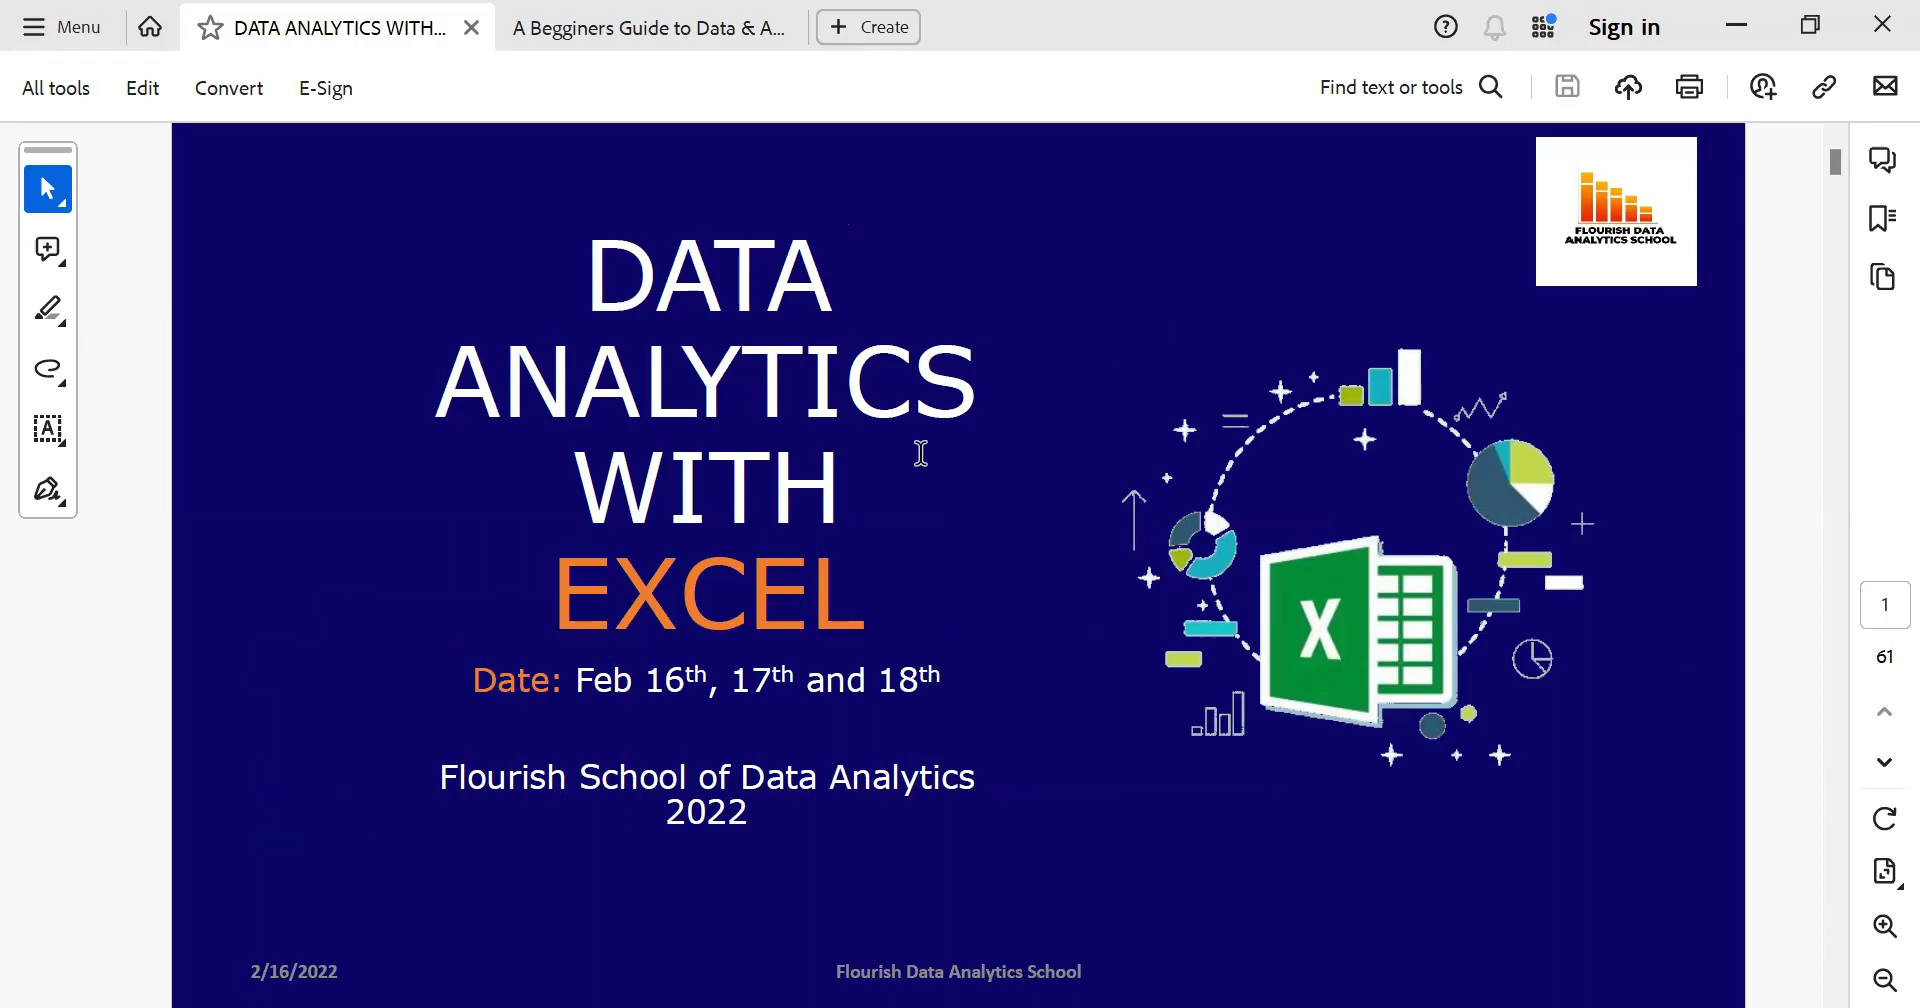 Menu
DATA ANALYTICS WITH...
A Begginers Guide to Data & A...
Create
Sign in
All tools
Edit
Convert
E-Sign
Find text or tools
FLOURISH DATA
ANALYTICS SCHOOL
DATA
ANALYTICS
WITH
EXCEL
Date: Feb 16th, 17th and 18th
Flourish School of Data Analytics
2022
X
1
61
2/16/2022
Flourish Data Analytics School